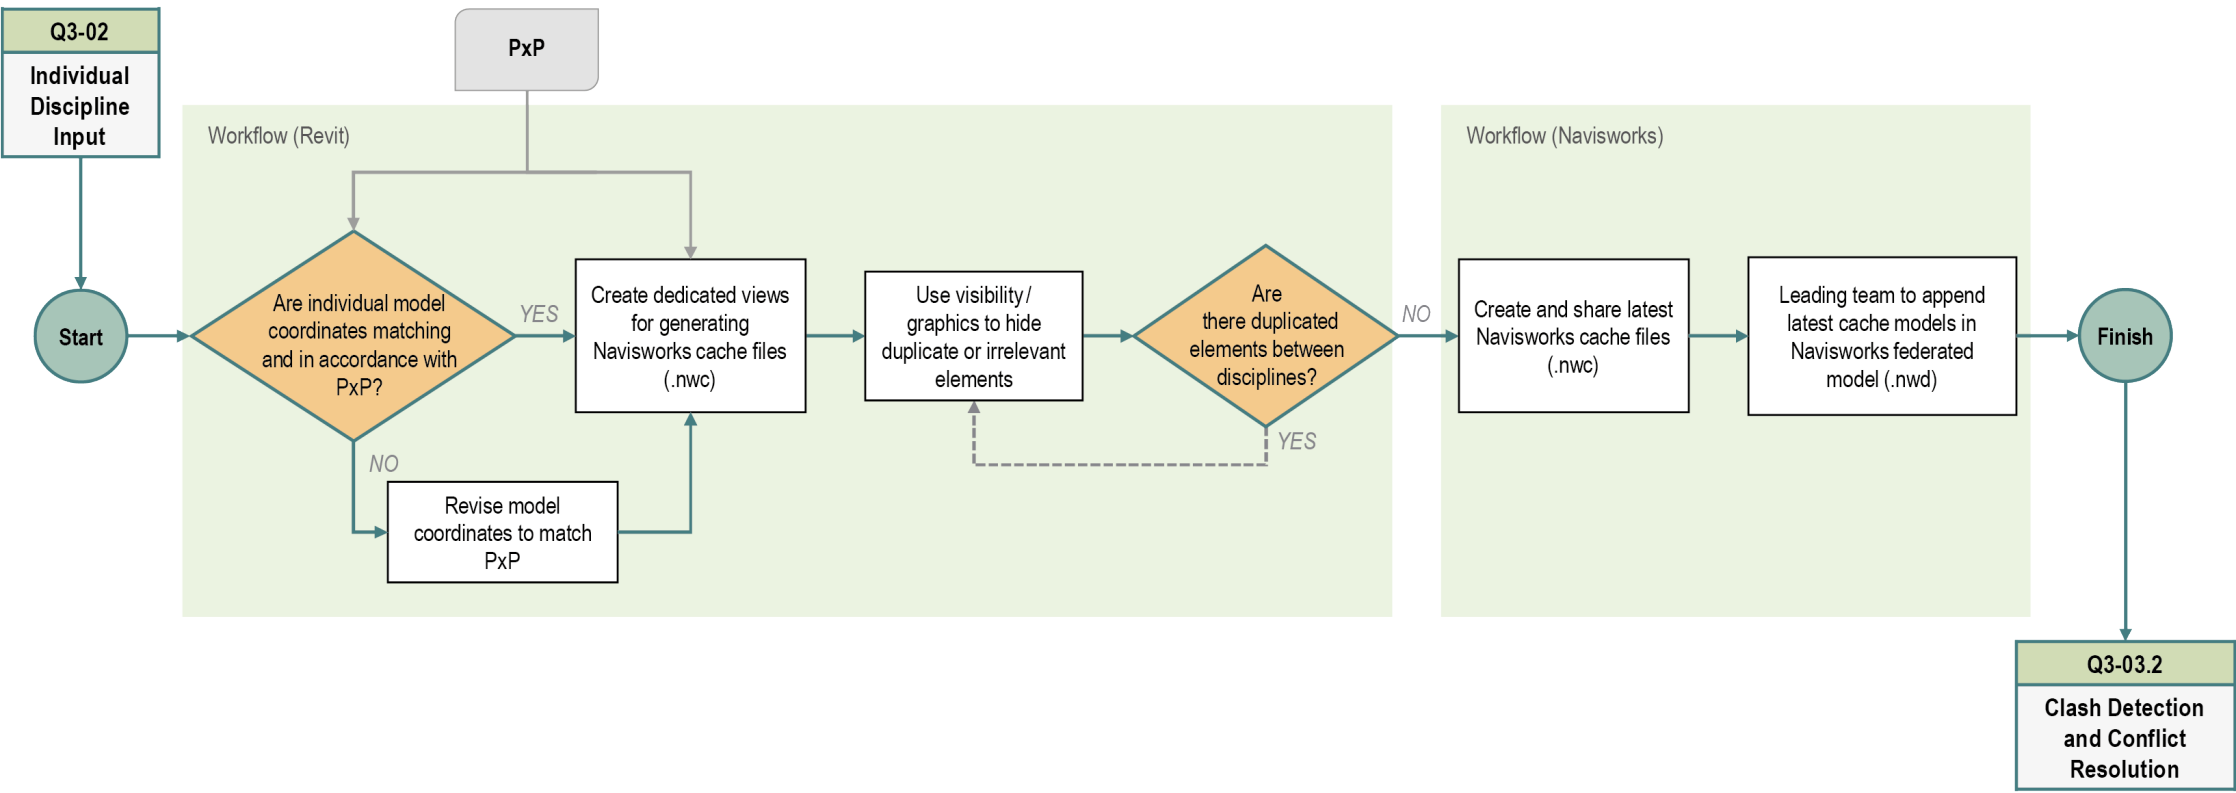 Q3-02
Individual
Discipline
Input
PxP
Workflow (Revit)
Workflow (Navisworks)
Start
Are individual model
coordinates matching
and in accordance with
PxP?
YES
NO
Revise model
coordinates to match
PxP
Create dedicated views
for generating
Navisworks cache files
(.nwc)
Use visibility/
graphics to hide
duplicate or irrelevant
elements
Are
there duplicated
elements between
disciplines?
YES
NO
Create and share latest
Navisworks cache files
(.nwc)
Leading team to append
latest cache models in
Navisworks federated
model (.nwd)
Finish
Q3-03.2
Clash Detection
and Conflict
Resolution